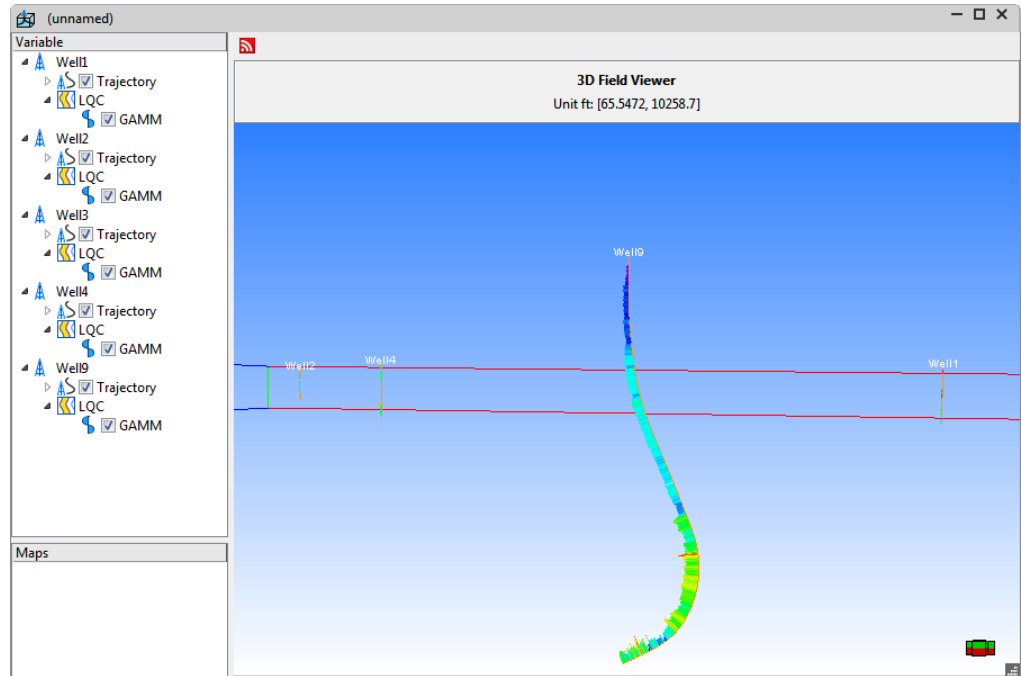 (unnamed)
Variable
Well1
Trajectory
LQC
GAMM
Well2
Trajectory
LQC
GAMM
Well3
Trajectory
LQC
GAMM
Well4
Trajectory
LQC
GAMM
Well9
Trajectory
LQC
GAMM
Maps
3D Field Viewer
Unit ft: [65.5472, 10258.7]
Well9
Well2
Well4
Well1